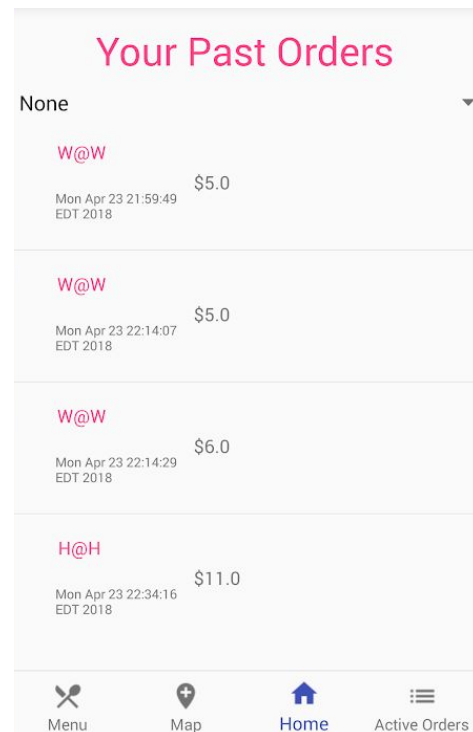 Your Past Orders
None
W@W
$5.0
Mon Apr 23 21:59:49
EDT 2018
W@W
$5.0
Mon Apr 23 22:14:07
EDT 2018
W@W
$6.0
Mon Apr 23 22:14:29
EDT 2018
H@H
$11.0
Mon Apr 23 22:34:16
EDT 2018
Menu
Map
Home
Active Orders